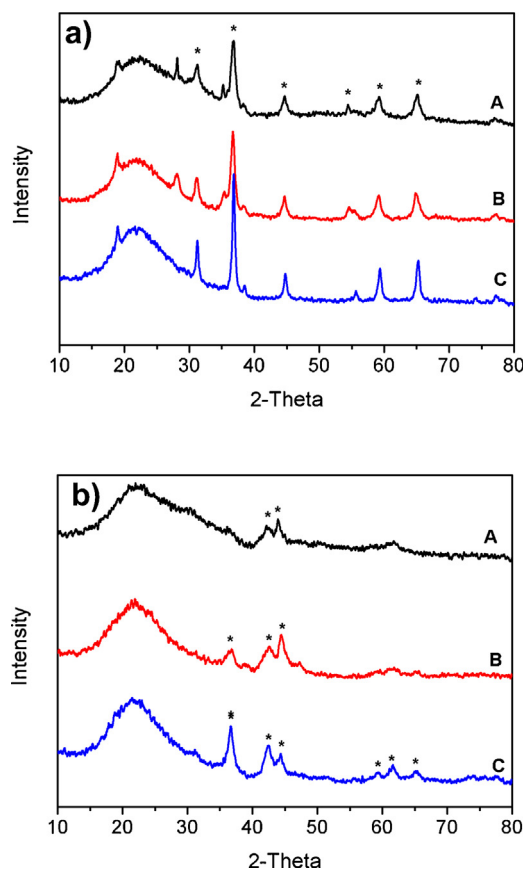 a)
* * * * * *
A
B
C
Intensity
10 20 30 40 50 60 70 80
2-Theta
b)
* *
A
* * *
B
* * * * * *
C
Intensity
10 20 30 40 50 60 70 80
2-Theta